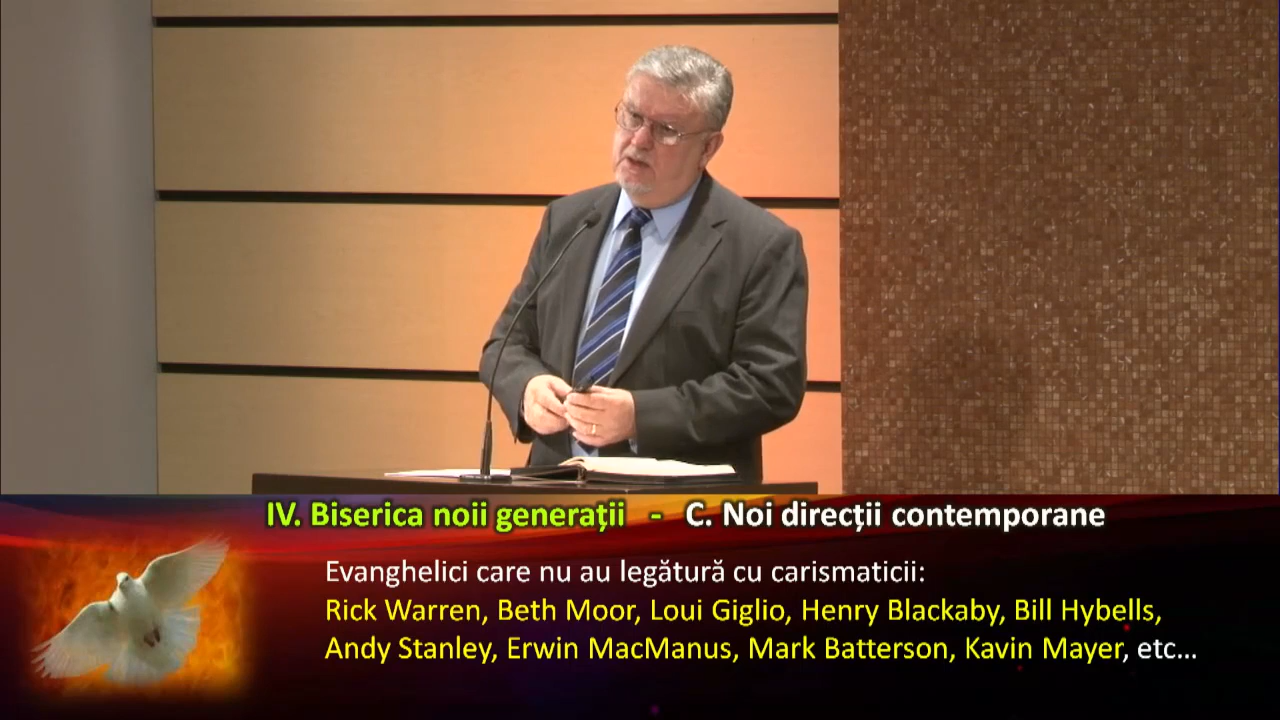 IV. Biserica noii generații - C. Noi direcții contemporane
Evanghelici care nu au legătură cu carismaticii:
Rick Warren, Beth Moor, Loui Giglio, Henry Blackaby, Bill Hybells,
Andy Stanley, Erwin MacManus, Mark Batterson, Kavin Mayer, etc...